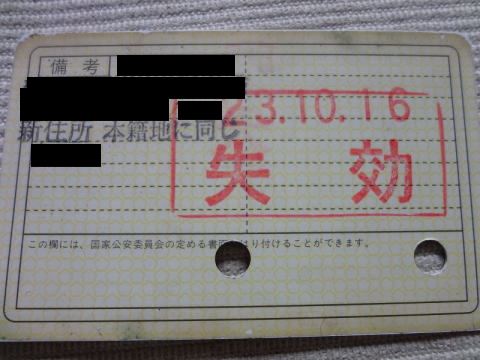 備考
23.10.16
新住所 本籍地に同じ
失効
この欄には、国家公安委員会の定める書面をはり付けることができます。